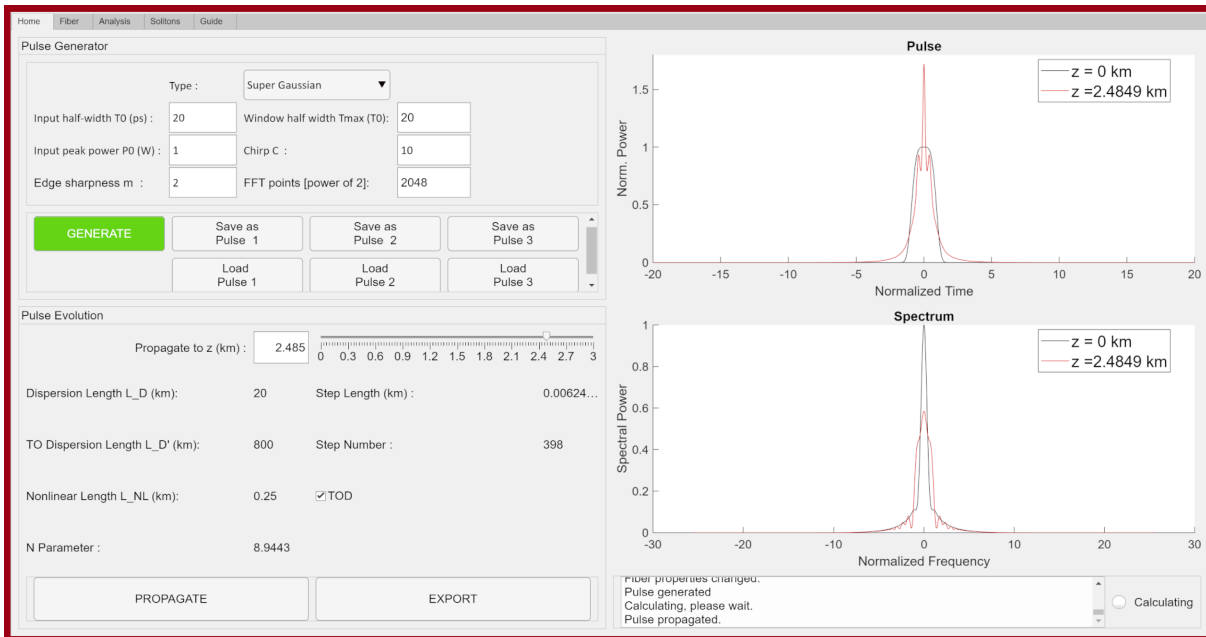 Home Fiber Analysis Solitons Guide
Pulse Generator
Type : Super Gaussian
Input half-width T0 (ps) : 20 Window half width Tmax (T0): 20
Input peak power P0 (W) : 1 Chirp C : 10
Edge sharpness m : 2 FFT points [power of 2]: 2048
GENERATE
Save as
Pulse 1
Save as
Pulse 2
Save as
Pulse 3
Load
Pulse 1
Load
Pulse 2
Load
Pulse 3
Pulse Evolution
Propagate to z (km) : 2.485
0 0.3 0.6 0.9 1.2 1.5 1.8 2.1 2.4 2.7 3
Dispersion Length L_D (km): 20 Step Length (km) : 0.00624...
TO Dispersion Length L_D' (km): 800 Step Number : 398
Nonlinear Length L_NL (km): 0.25 TOD
N Parameter : 8.9443
PROPAGATE EXPORT
Pulse
z = 0 km
z =2.4849 km
Norm. Power
1.5
1
0.5
0
-20 -15 -10 -5 0 5 10 15 20
Normalized Time
Spectrum
z = 0 km
z =2.4849 km
Spectral Power
1
0.8
0.6
0.4
0.2
0
-30 -20 -10 0 10 20 30
Normalized Frequency
Fiber properties changed.
Pulse generated
Calculating, please wait.
Pulse propagated.
Calculating